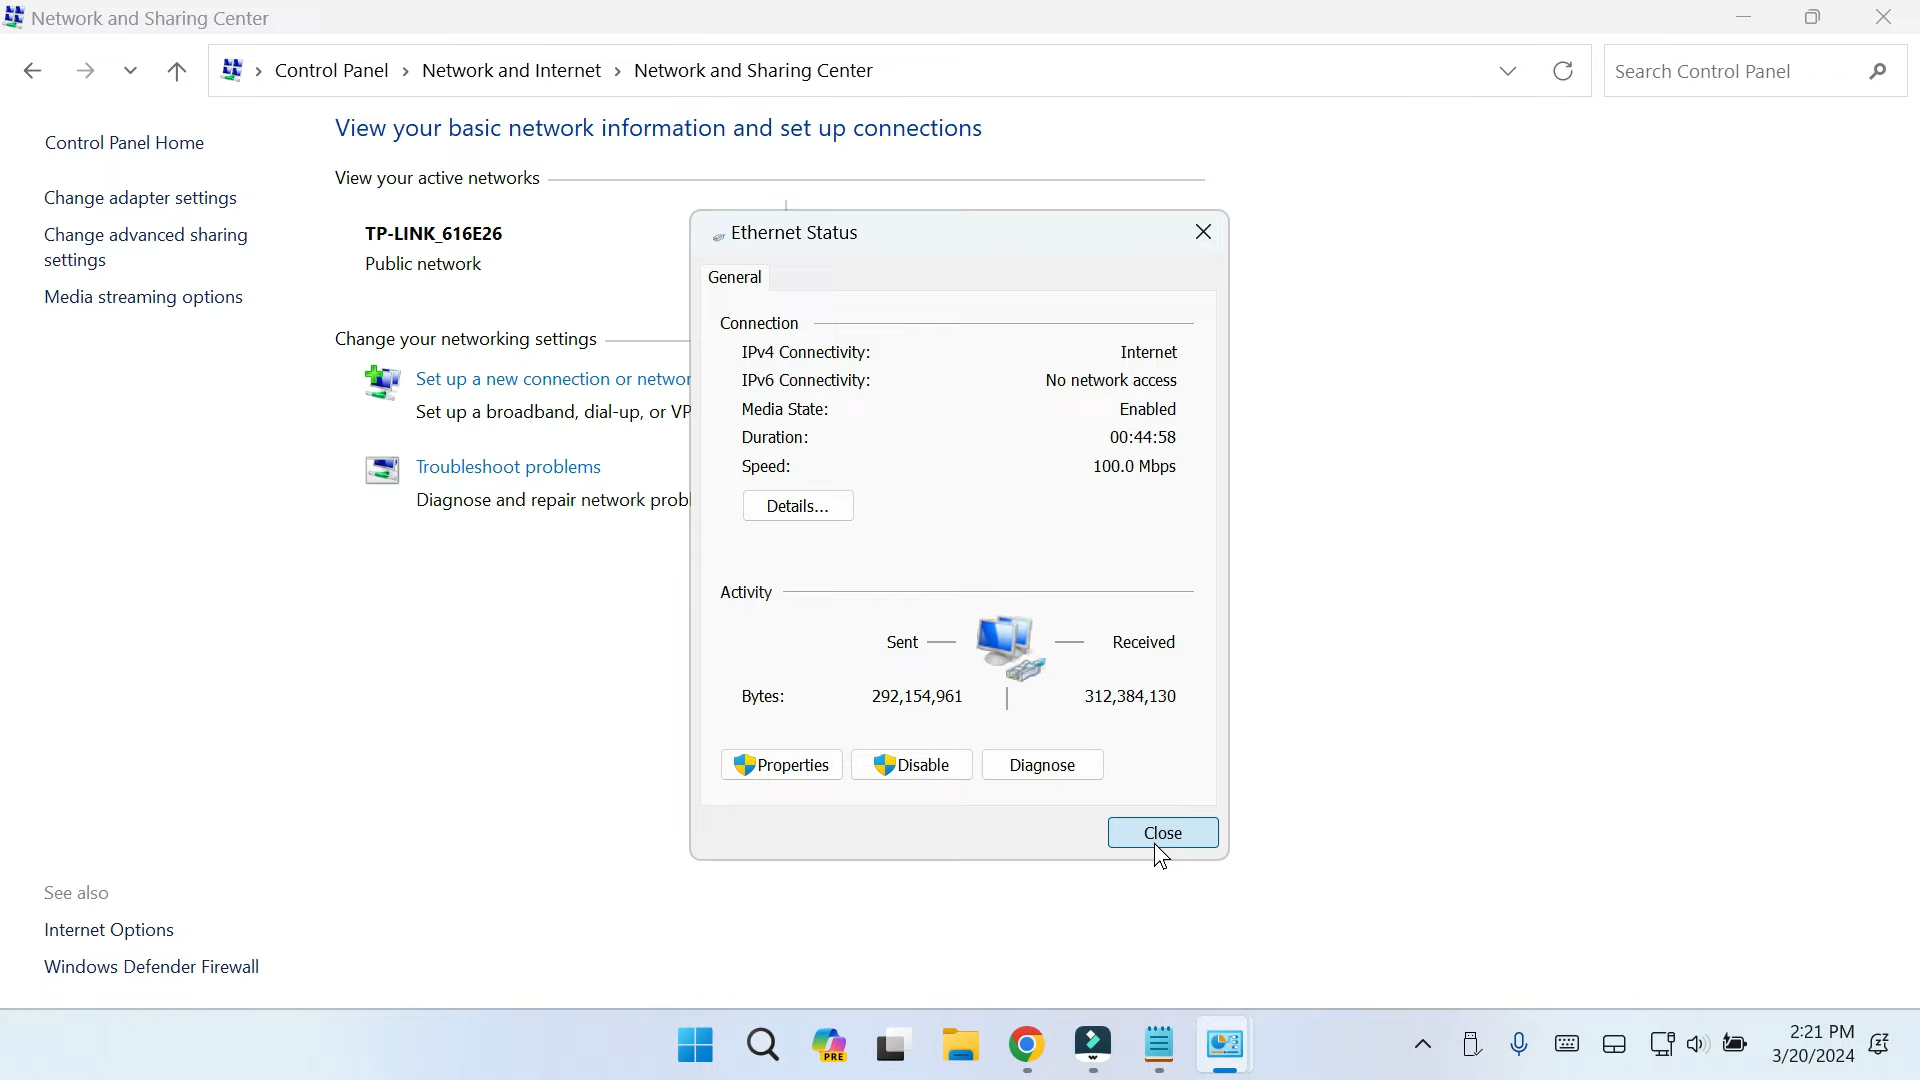 Network and Sharing Center
Control Panel › Network and Internet › Network and Sharing Center
Search Control Panel
Control Panel Home
Change adapter settings
Change advanced sharing
settings
Media streaming options
View your basic network information and set up connections
View your active networks
TP-LINK_616E26
Public network
Change your networking settings
Set up a new connection or networ
Set up a broadband, dial-up, or VP
Troubleshoot problems
Diagnose and repair network probl
Ethernet Status
General
Connection
IPv4 Connectivity: Internet
IPv6 Connectivity: No network access
Media State: Enabled
Duration: 00:44:58
Speed: 100.0 Mbps
Details...
Activity
Sent — Received
Bytes: 292,154,961 | 312,384,130
Properties Disable Diagnose
Close
See also
Internet Options
Windows Defender Firewall
PRE
2:21 PM
3/20/2024